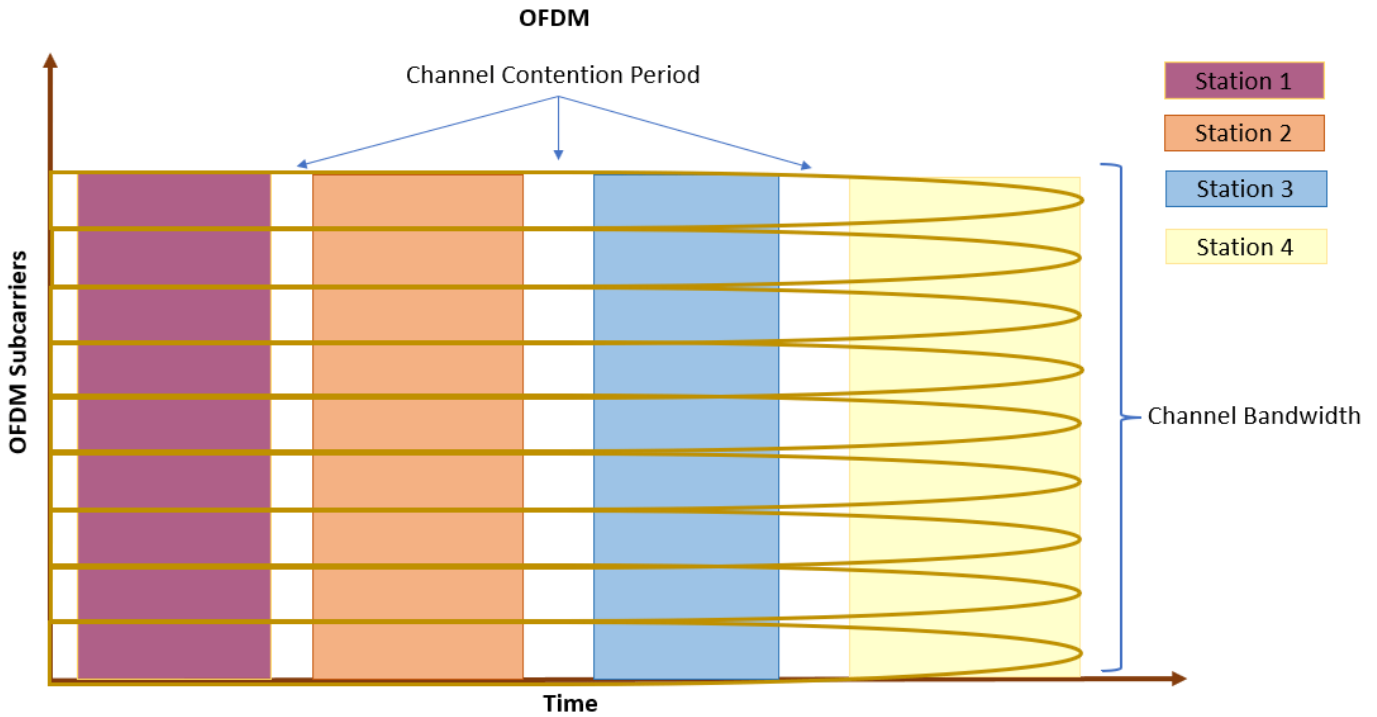 OFDM
Channel Contention Period
Station 1
Station 2
Station 3
Station 4
OFDM Subcarriers
Channel Bandwidth
Time